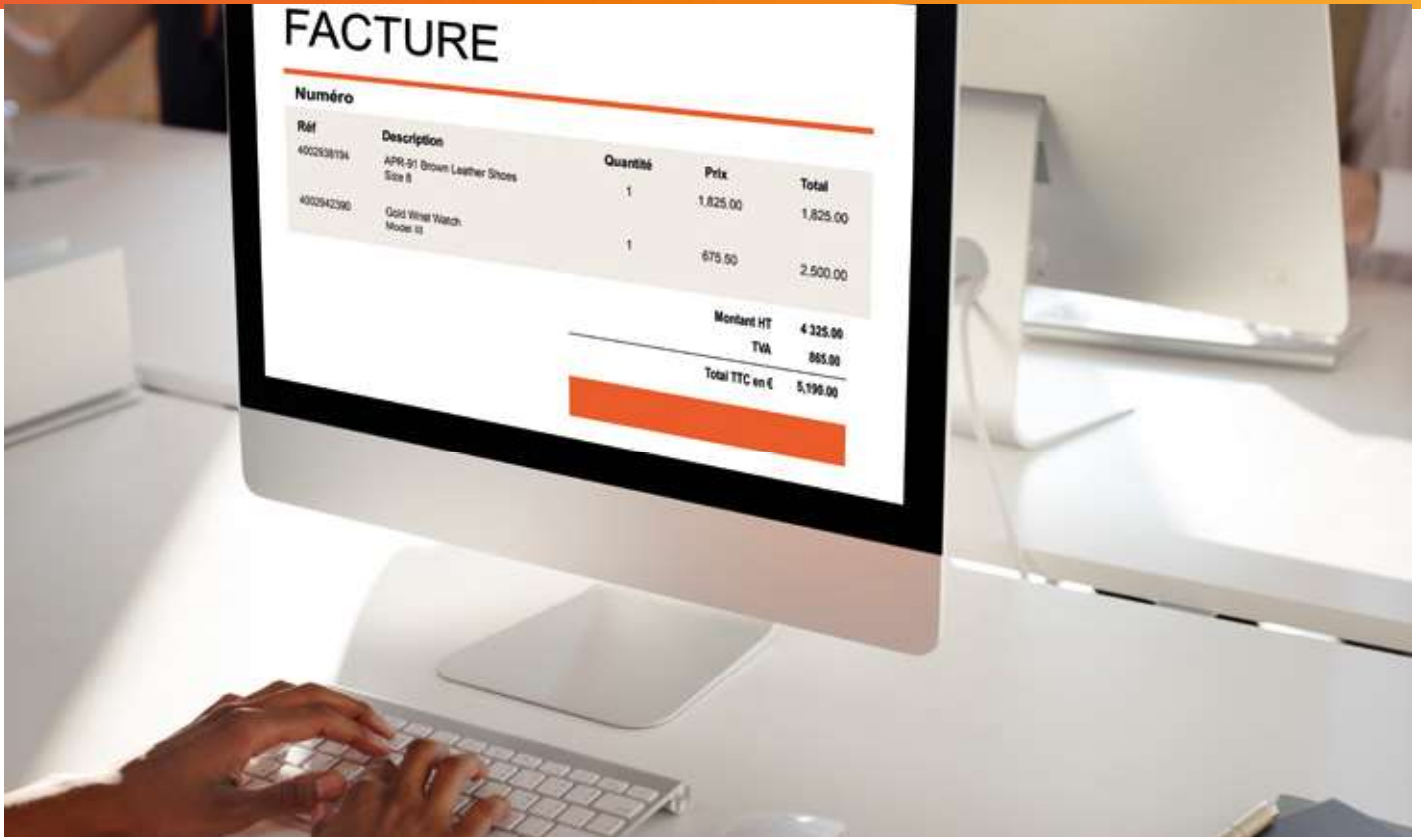 FACTURE
Numéro
Réf Description Quantité Prix Total
4002938194 APR-91 Brown Leather Shoes 1 1,825.00 1,825.00
Size 8
4002942390 Gold Wrist Watch 1 675.50 2.500.00
Model III
Montant HT 4 325.00
TVA 865.00
Total TTC en € 5,190.00